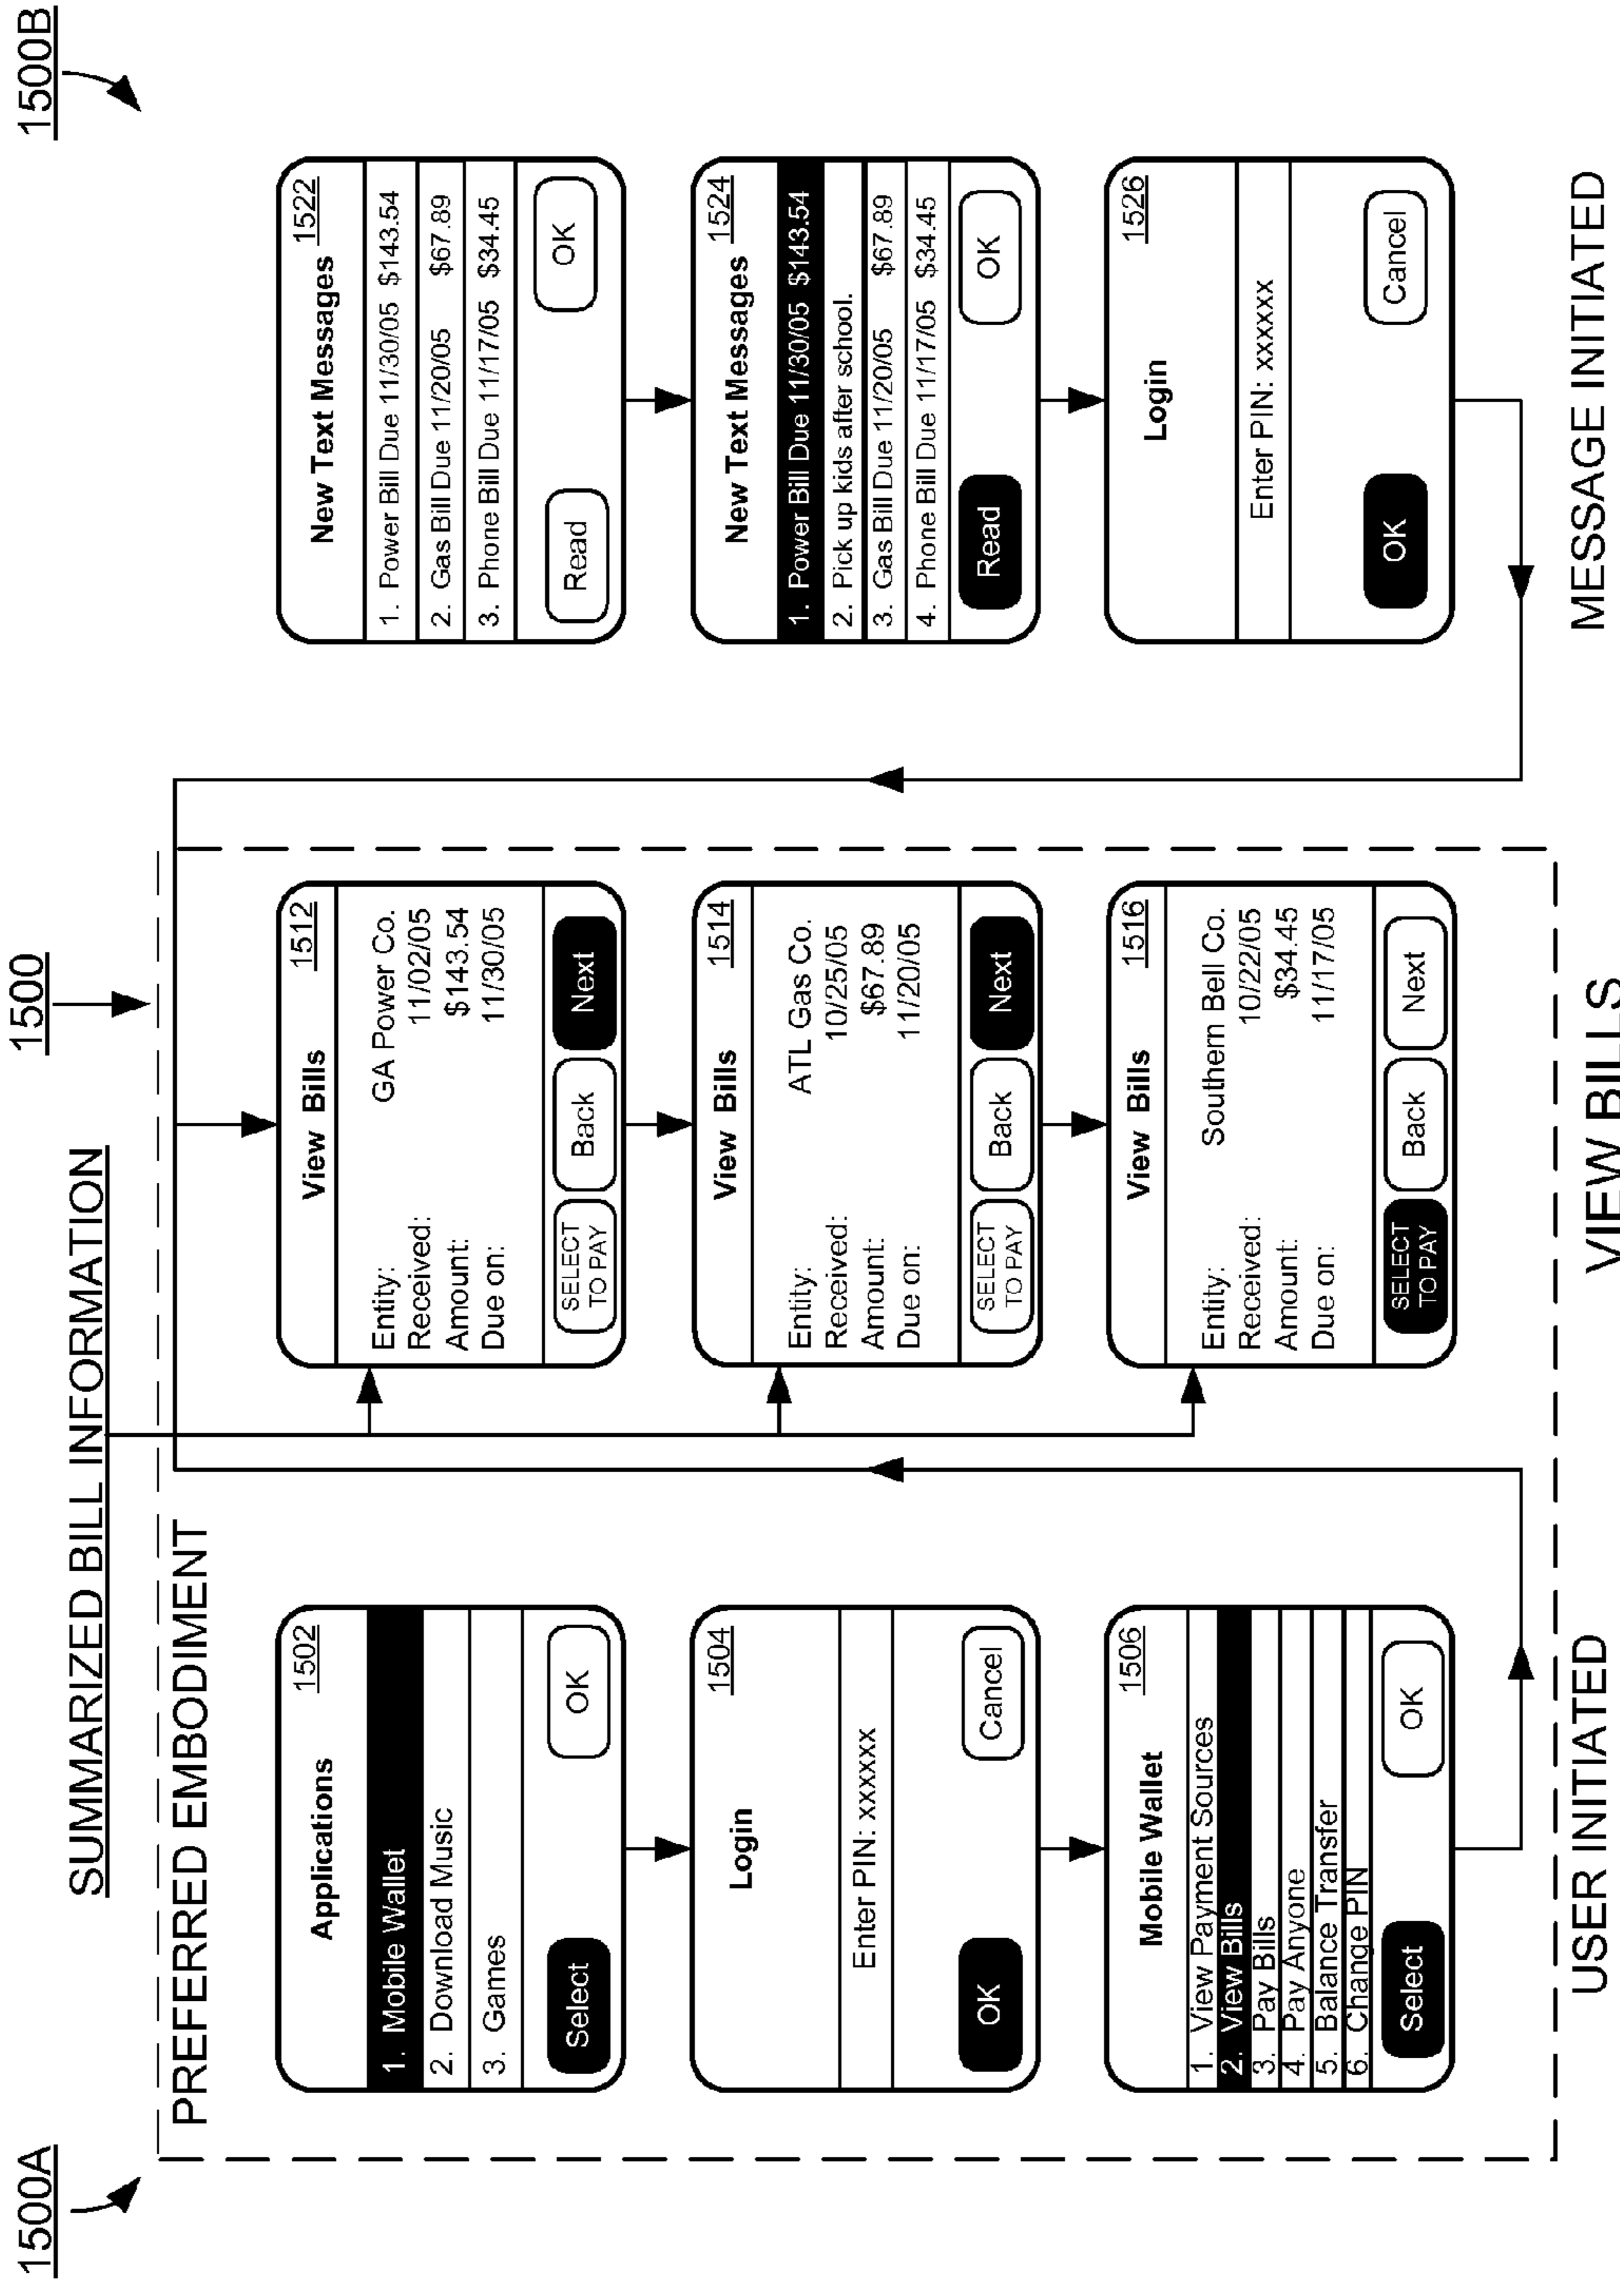 1500A
SUMMARIZED BILL INFORMATION
1500
1500B
PREFERRED EMBODIMENT
Applications
1502
1. Mobile Wallet
2. Download Music
3. Games
Select
OK
Login
1504
Enter PIN: xxxxxx
OK
Cancel
Mobile Wallet
1506
1. View Payment Sources
2. View Bills
3. Pay Bills
4. Pay Anyone
5. Balance Transfer
6. Change PIN
Select
OK
USER INITIATED
View Bills
1512
Entity: GA Power Co.
Received: 11/02/05
Amount: $143.54
Due on: 11/30/05
SELECT
TO PAY
Back
Next
View Bills
1514
Entity: ATL Gas Co.
Received: 10/25/05
Amount: $67.89
Due on: 11/20/05
SELECT
TO PAY
Back
Next
View Bills
1516
Entity: Southern Bell Co.
Received: 10/22/05
Amount: $34.45
Due on: 11/17/05
SELECT
TO PAY
Back
Next
VIEW BILLS
New Text Messages
1522
1. Power Bill Due 11/30/05 $143.54
2. Gas Bill Due 11/20/05 $67.89
3. Phone Bill Due 11/17/05 $34.45
Read
OK
New Text Messages
1524
1. Power Bill Due 11/30/05 $143.54
2. Pick up kids after school.
3. Gas Bill Due 11/20/05 $67.89
4. Phone Bill Due 11/17/05 $34.45
Read
OK
Login
1526
Enter PIN: xxxxxx
OK
Cancel
MESSAGE INITIATED